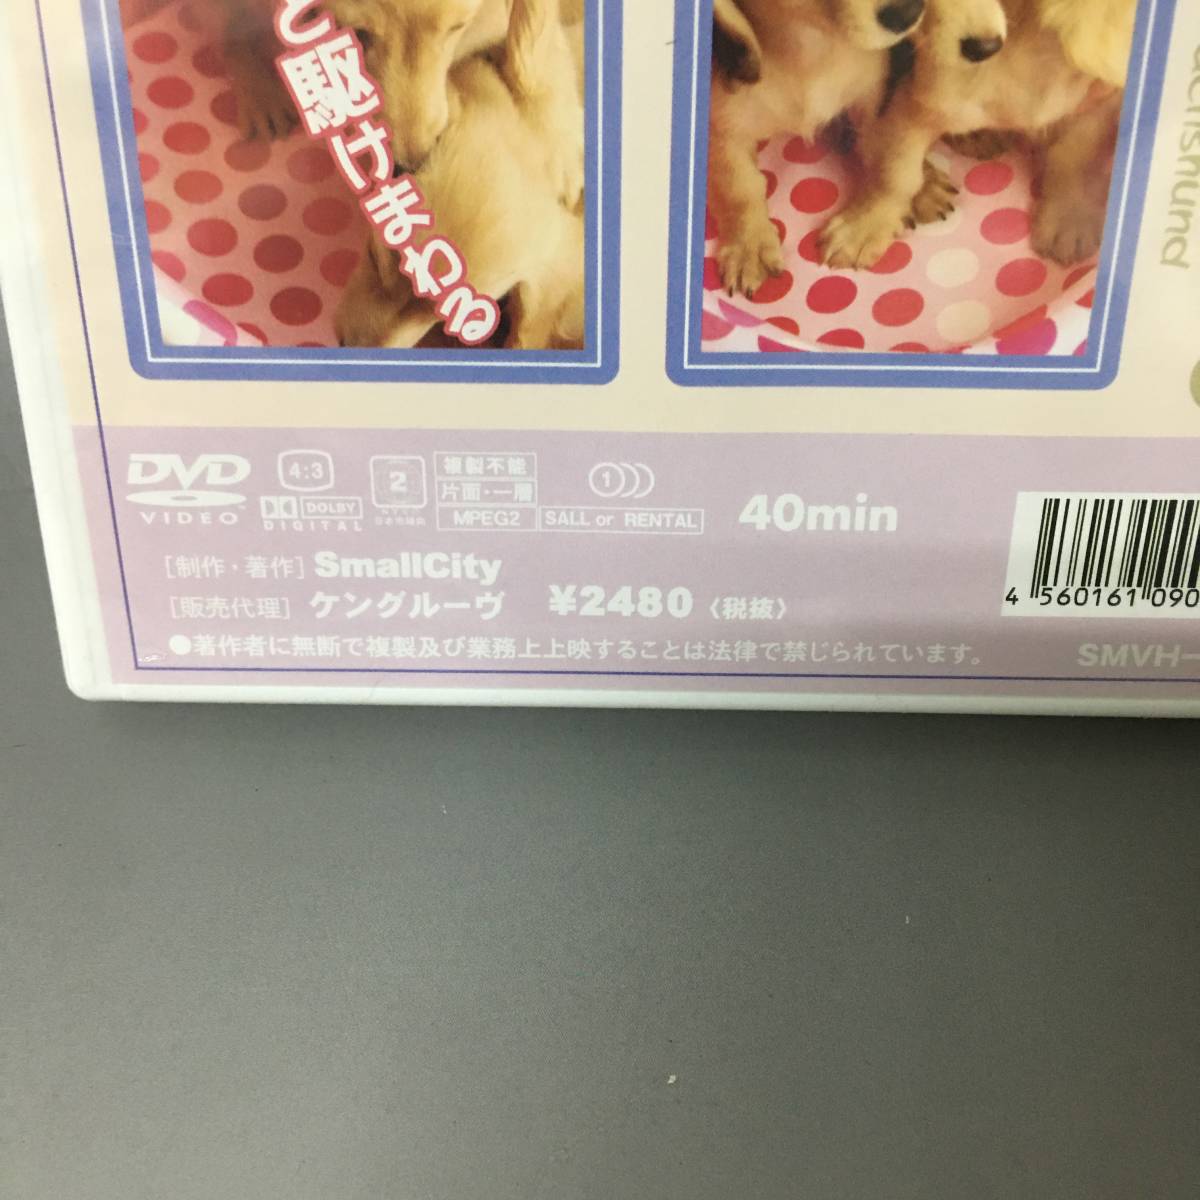 と駆けまわる
DVD
VIDEO
4:3
DOLBY
DIGITAL
2
複製不能
片面・一層
MPEG2
SALL or RENTAL
1
40min
[制作・著作] SmallCity
[販売代理] ケングルーヴ ¥2480 〈税抜〉
●著作者に無断で複製及び業務上上映することは法律で禁じられています。
4 560161 090
SMVH-